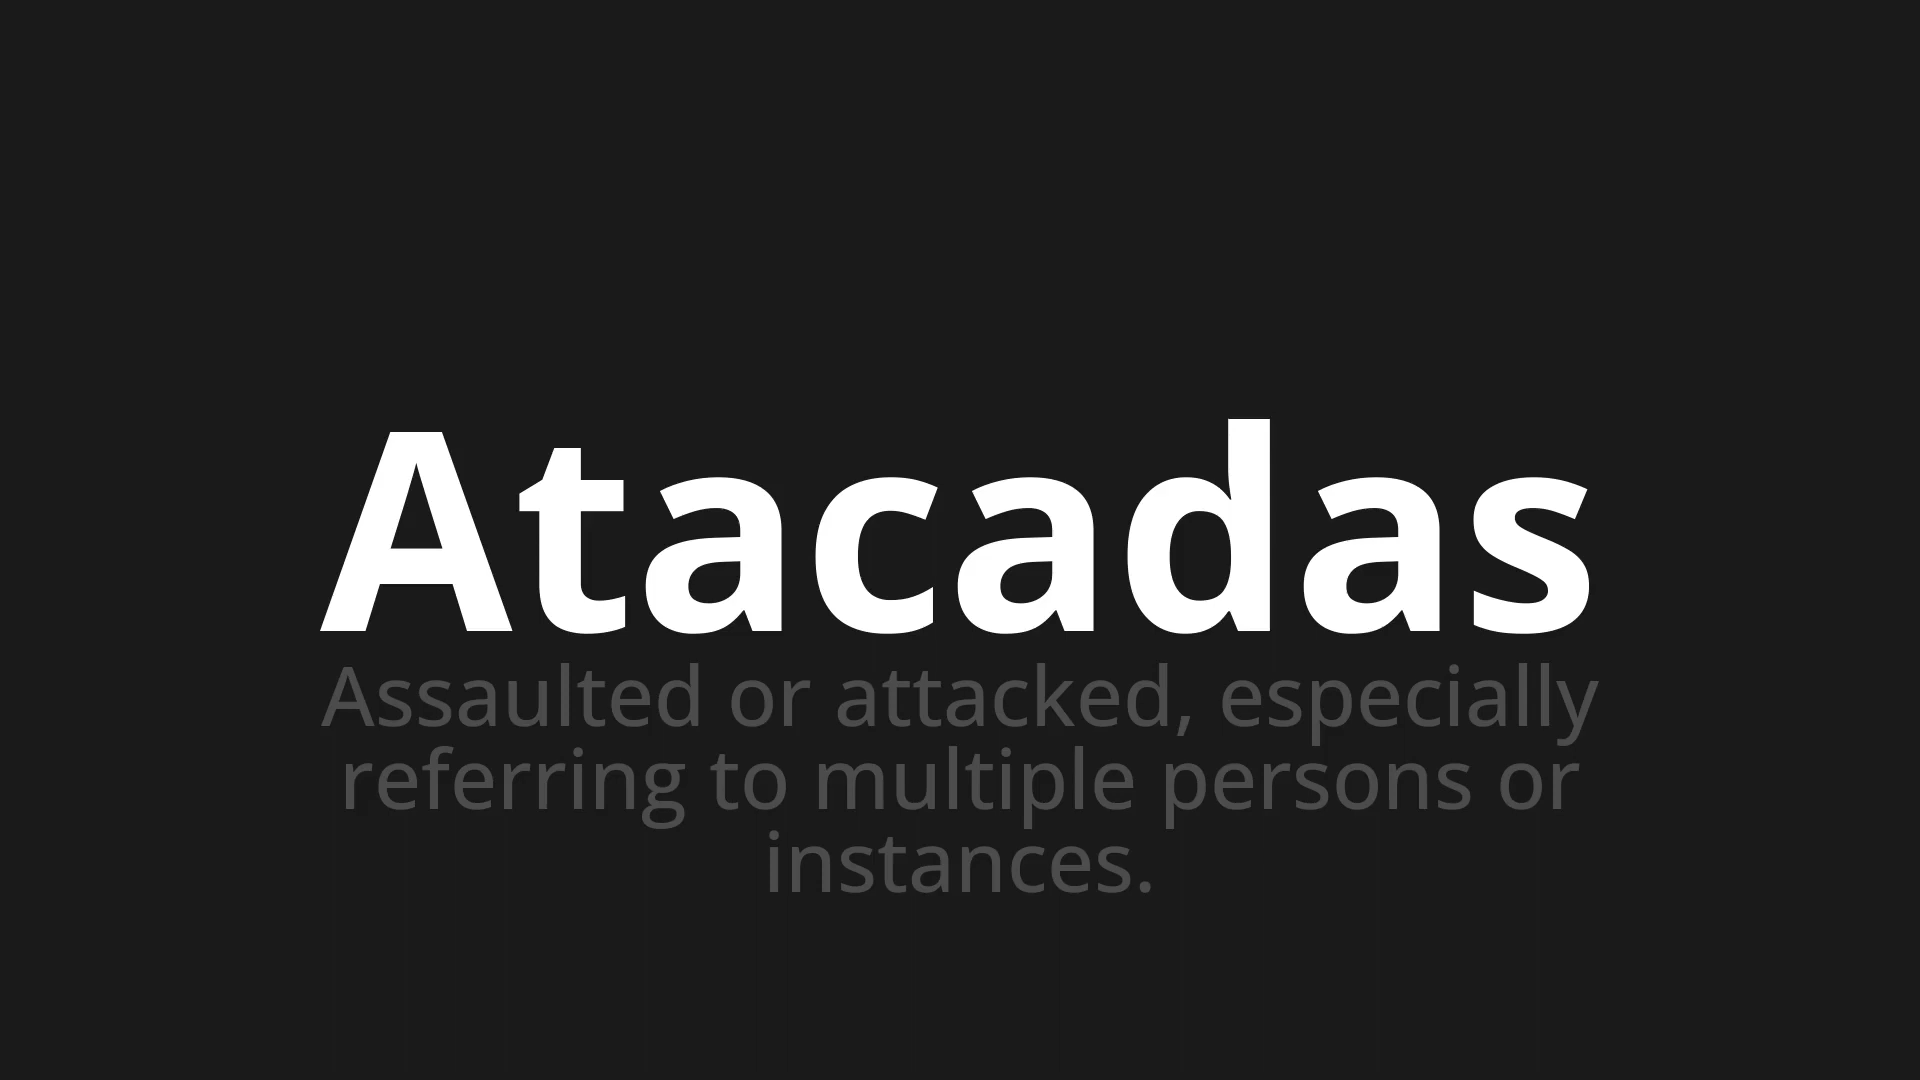 Atacadas
Assaulted or attacked, especially
referring to multiple persons or
instances.